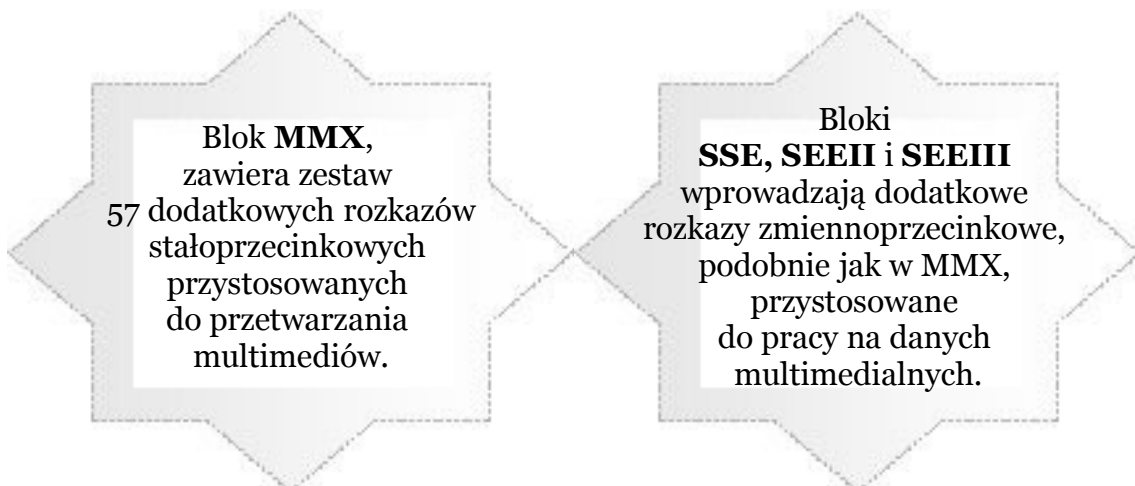 Blok MMX,
zawiera zestaw
57 dodatkowych rozkazów
stałoprzecinkowych
przystosowanych
do przetwarzania
multimediów.
Bloki
SSE, SEEII i SEEIII
wprowadzają dodatkowe
rozkazy zmiennoprzecinkowe,
podobnie jak w MMX,
przystosowane
do pracy na danych
multimedialnych.